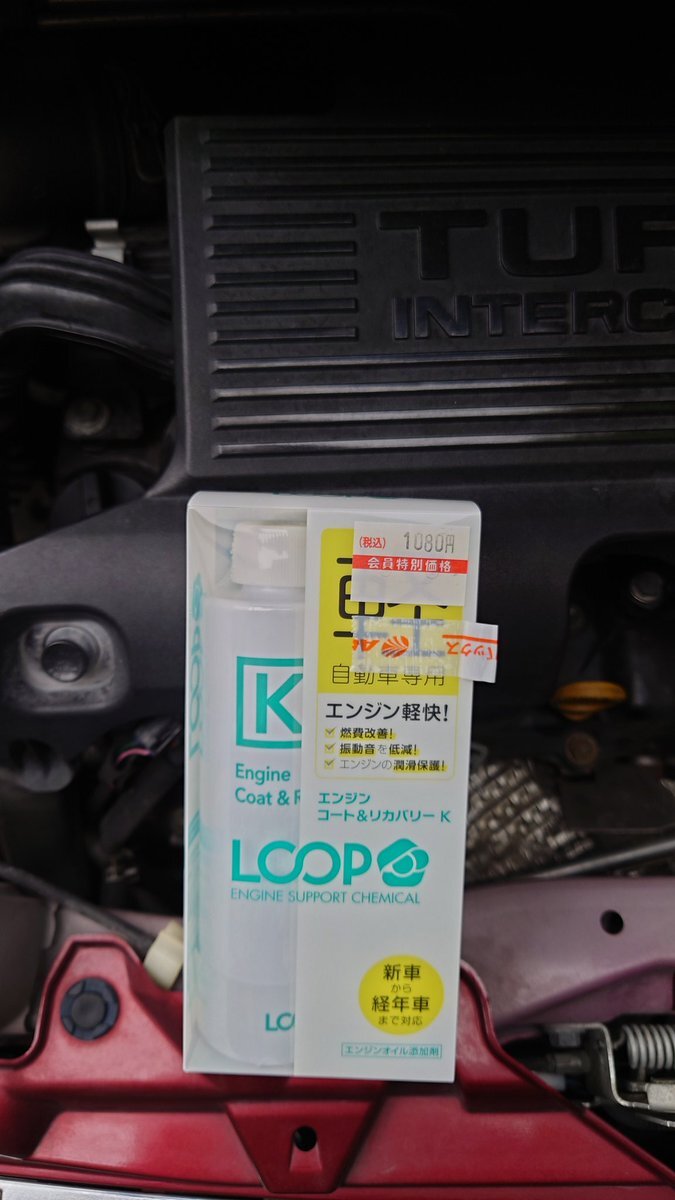 INTERC
(税込) 1080円
会員特別価格
自動車専用
エンジン軽快!
燃費改善!
振動音を低減!
エンジンの潤滑保護!
K
Engine
Coat &
エンジン
コート&リカバリー K
LOOP
ENGINE SUPPORT CHEMICAL
LOOP
新車
から
経年車
まで対応
エンジンオイル添加剤